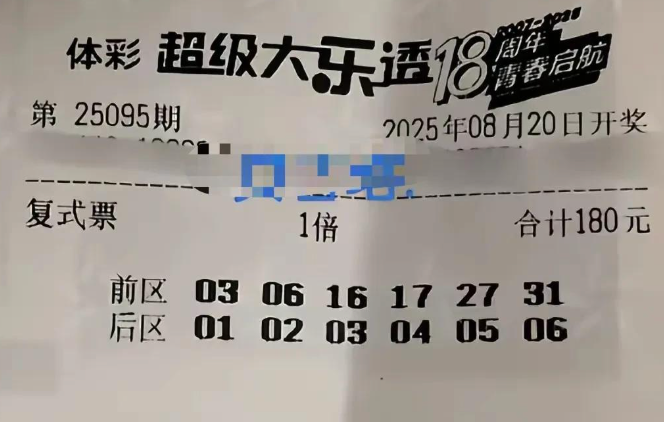 体彩 超级大乐透 18周年 青春启航 2007-2025
第 25095期 2025年08月20日开奖
复式票 1倍 合计180元
前区 03 06 16 17 27 31
后区 01 02 03 04 05 06